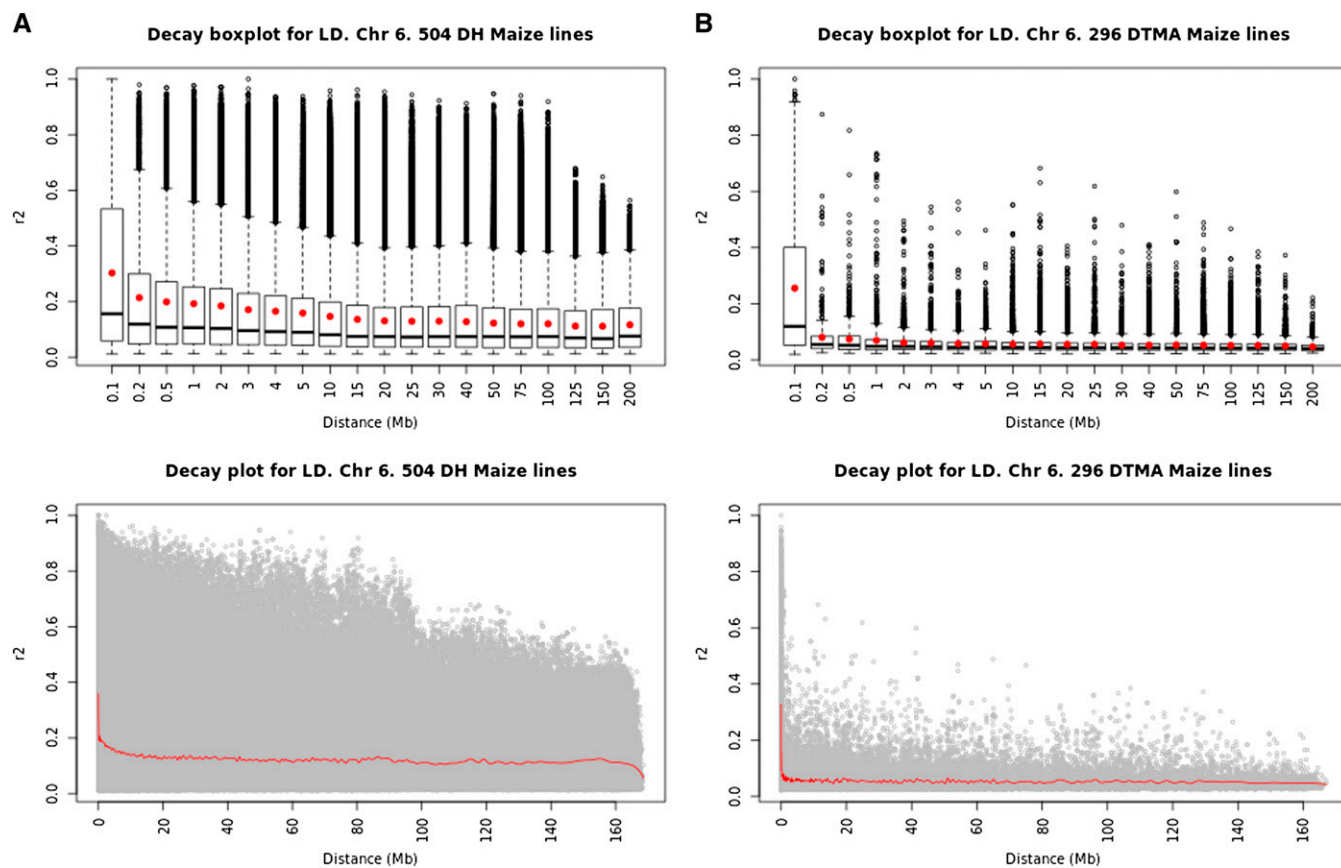 A
Decay boxplot for LD. Chr 6. 504 DH Maize lines
r2
0.0 0.2 0.4 0.6 0.8 1.0
0.1 0.2 0.5 1 2 3 4 5 10 15 20 25 30 40 50 75 100 125 150 200
Distance (Mb)
B
Decay boxplot for LD. Chr 6. 296 DTMA Maize lines
r2
0.0 0.2 0.4 0.6 0.8 1.0
0.1 0.2 0.5 1 2 3 4 5 10 15 20 25 30 40 50 75 100 125 150 200
Distance (Mb)
Decay plot for LD. Chr 6. 504 DH Maize lines
r2
0.0 0.2 0.4 0.6 0.8 1.0
0 20 40 60 80 100 120 140 160
Distance (Mb)
Decay plot for LD. Chr 6. 296 DTMA Maize lines
r2
0.0 0.2 0.4 0.6 0.8 1.0
0 20 40 60 80 100 120 140 160
Distance (Mb)